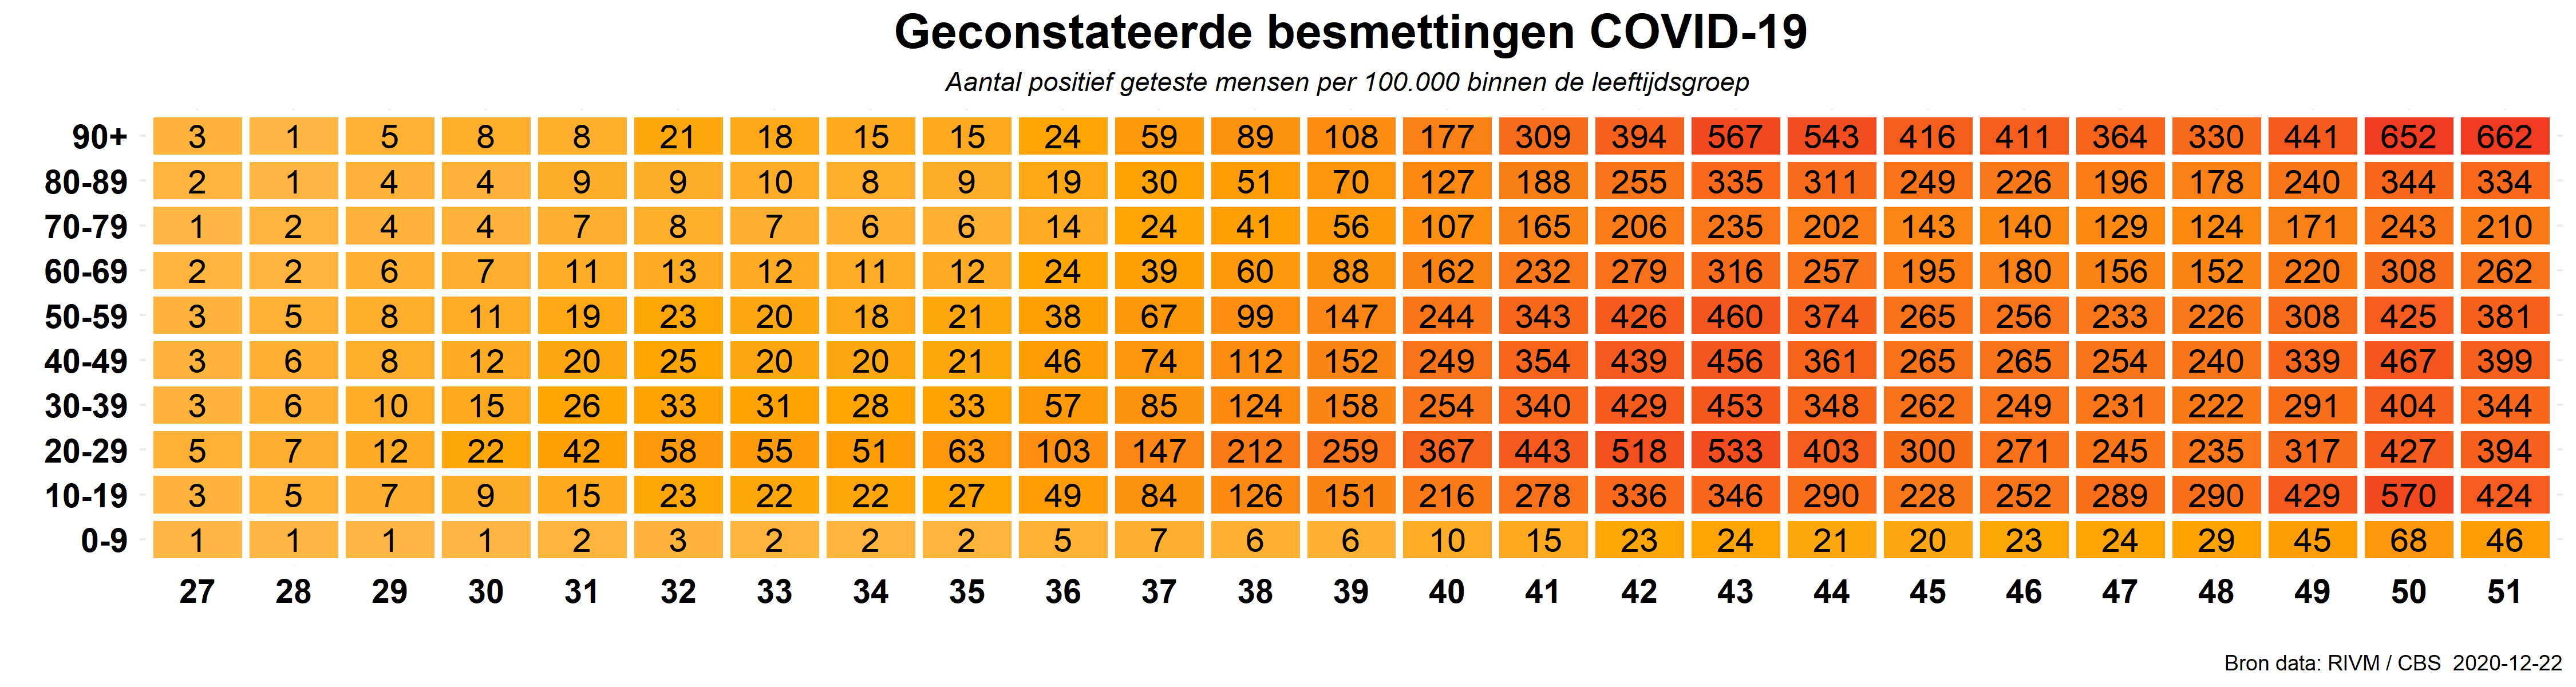 Geconstateerde besmettingen COVID-19
Aantal positief geteste mensen per 100.000 binnen de leeftijdsgroep
90+ 3 1 5 8 8 21 18 15 15 24 59 89 108 177 309 394 567 543 416 411 364 330 441 652 662
80-89 2 1 4 4 9 9 10 8 9 19 30 51 70 127 188 255 335 311 249 226 196 178 240 344 334
70-79 1 2 4 4 7 8 7 6 6 14 24 41 56 107 165 206 235 202 143 140 129 124 171 243 210
60-69 2 2 6 7 11 13 12 11 12 24 39 60 88 162 232 279 316 257 195 180 156 152 220 308 262
50-59 3 5 8 11 19 23 20 18 21 38 67 99 147 244 343 426 460 374 265 256 233 226 308 425 381
40-49 3 6 8 12 20 25 20 20 21 46 74 112 152 249 354 439 456 361 265 265 254 240 339 467 399
30-39 3 6 10 15 26 33 31 28 33 57 85 124 158 254 340 429 453 348 262 249 231 222 291 404 344
20-29 5 7 12 22 42 58 55 51 63 103 147 212 259 367 443 518 533 403 300 271 245 235 317 427 394
10-19 3 5 7 9 15 23 22 22 27 49 84 126 151 216 278 336 346 290 228 252 289 290 429 570 424
0-9 1 1 1 1 2 3 2 2 2 5 7 6 6 10 15 23 24 21 20 23 24 29 45 68 46
27 28 29 30 31 32 33 34 35 36 37 38 39 40 41 42 43 44 45 46 47 48 49 50 51
Bron data: RIVM / CBS 2020-12-22